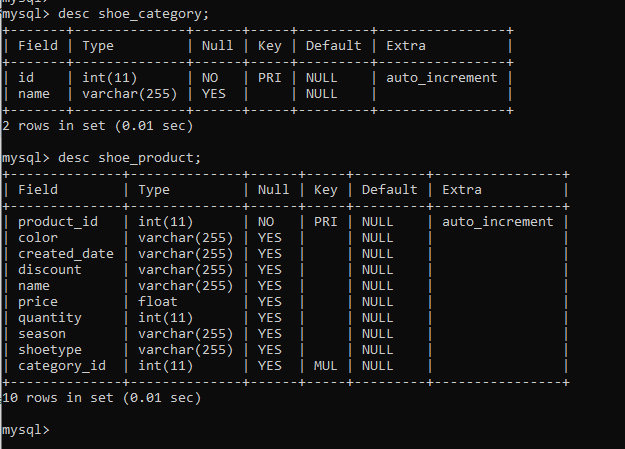 mysql>
mysql> desc shoe_category;
+-------+--------------+------+-----+---------+----------------+
| Field | Type         | Null | Key | Default | Extra          |
+-------+--------------+------+-----+---------+----------------+
| id    | int(11)      | NO   | PRI | NULL    | auto_increment |
| name  | varchar(255) | YES  |     | NULL    |                |
+-------+--------------+------+-----+---------+----------------+
2 rows in set (0.01 sec)

mysql> desc shoe_product;
+--------------+--------------+------+-----+---------+----------------+
| Field        | Type         | Null | Key | Default | Extra          |
+--------------+--------------+------+-----+---------+----------------+
| product_id   | int(11)      | NO   | PRI | NULL    | auto_increment |
| color        | varchar(255) | YES  |     | NULL    |                |
| created_date | varchar(255) | YES  |     | NULL    |                |
| discount     | varchar(255) | YES  |     | NULL    |                |
| name         | varchar(255) | YES  |     | NULL    |                |
| price        | float        | YES  |     | NULL    |                |
| quantity     | int(11)      | YES  |     | NULL    |                |
| season       | varchar(255) | YES  |     | NULL    |                |
| shoetype     | varchar(255) | YES  |     | NULL    |                |
| category_id  | int(11)      | YES  | MUL | NULL    |                |
+--------------+--------------+------+-----+---------+----------------+
10 rows in set (0.01 sec)

mysql>